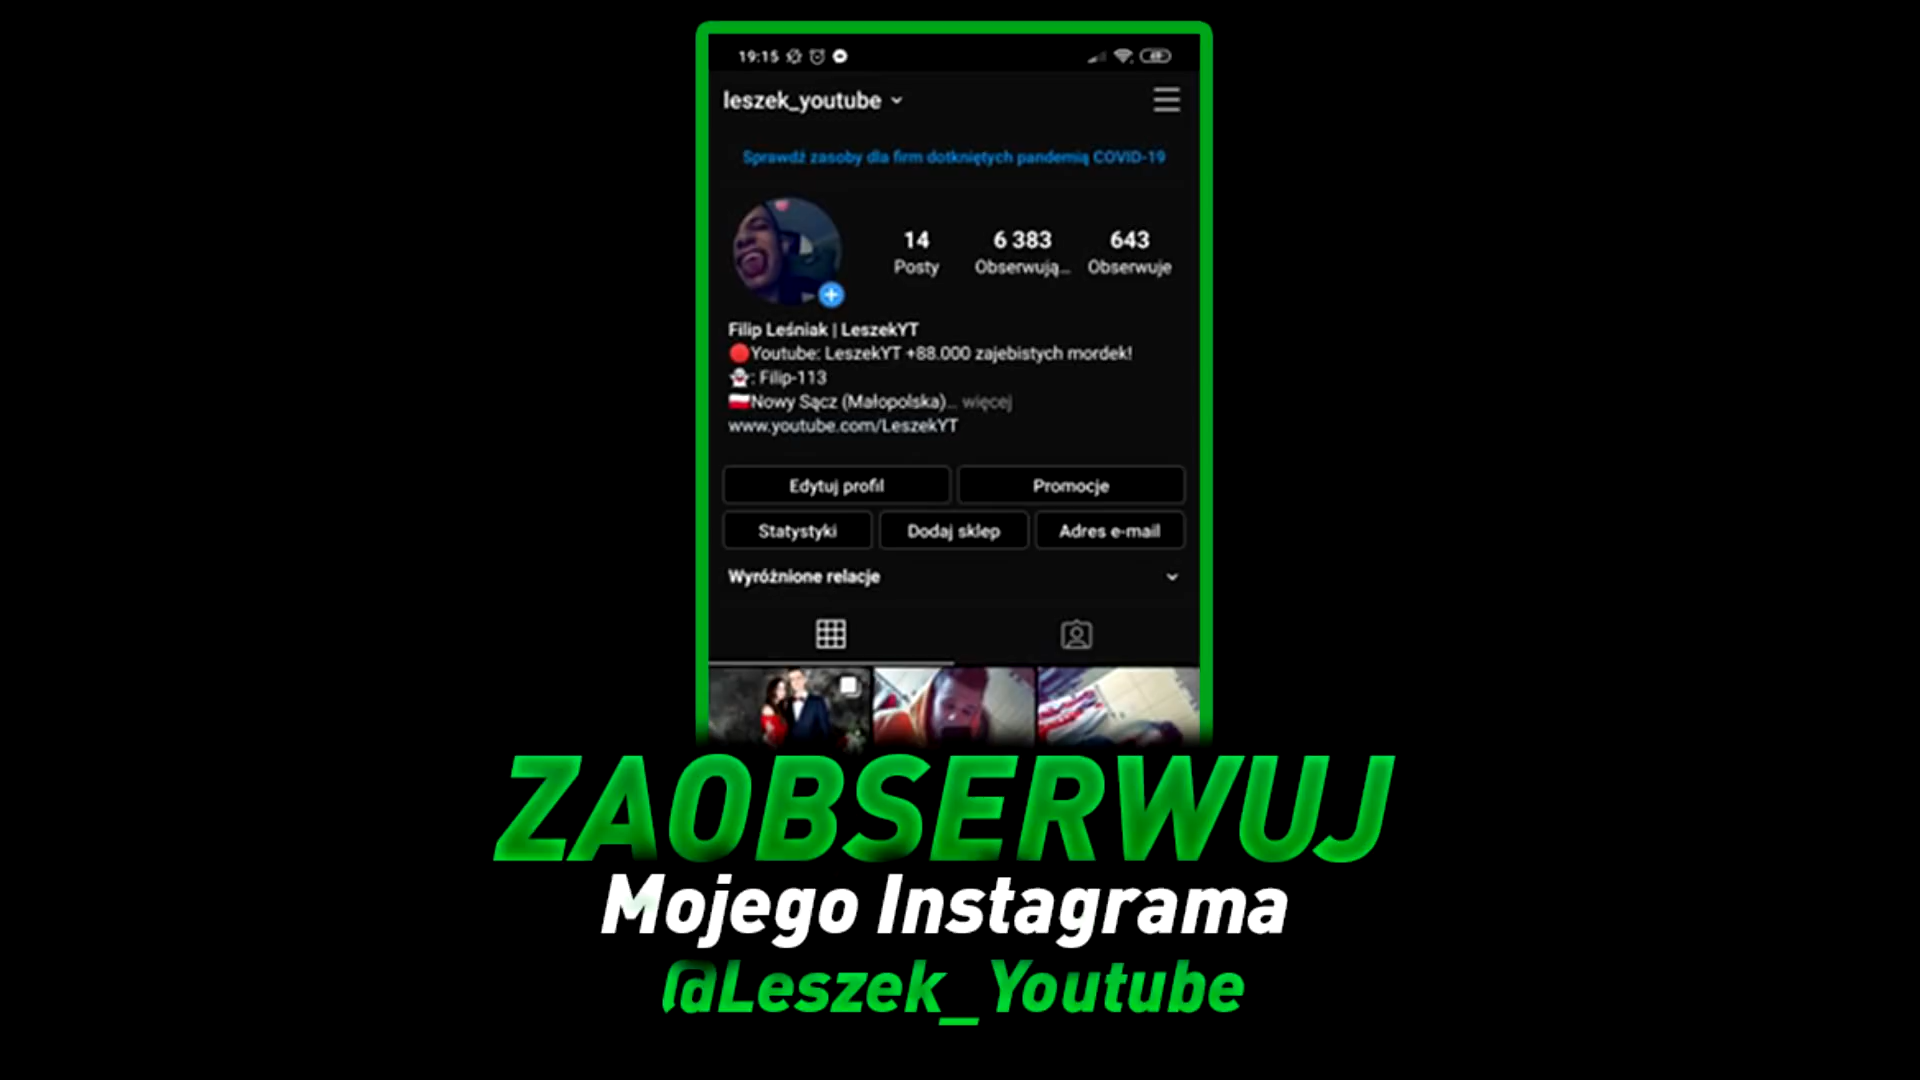 19:15
leszek_youtube
Sprawdź zasoby dla firm dotkniętych pandemią COVID-19
14 6 383 643
Posty Obserwują... Obserwuje
Filip Leśniak | LeszekYT
🔴Youtube: LeszekYT +88.000 zajebistych mordek!
👻: Filip-113
🇵🇱Nowy Sącz (Małopolska)... więcej
www.youtube.com/LeszekYT
Edytuj profil Promocje
Statystyki Dodaj sklep Adres e-mail
Wyróżnione relacje
ZAOBSERWUJ
Mojego Instagrama
@Leszek_Youtube